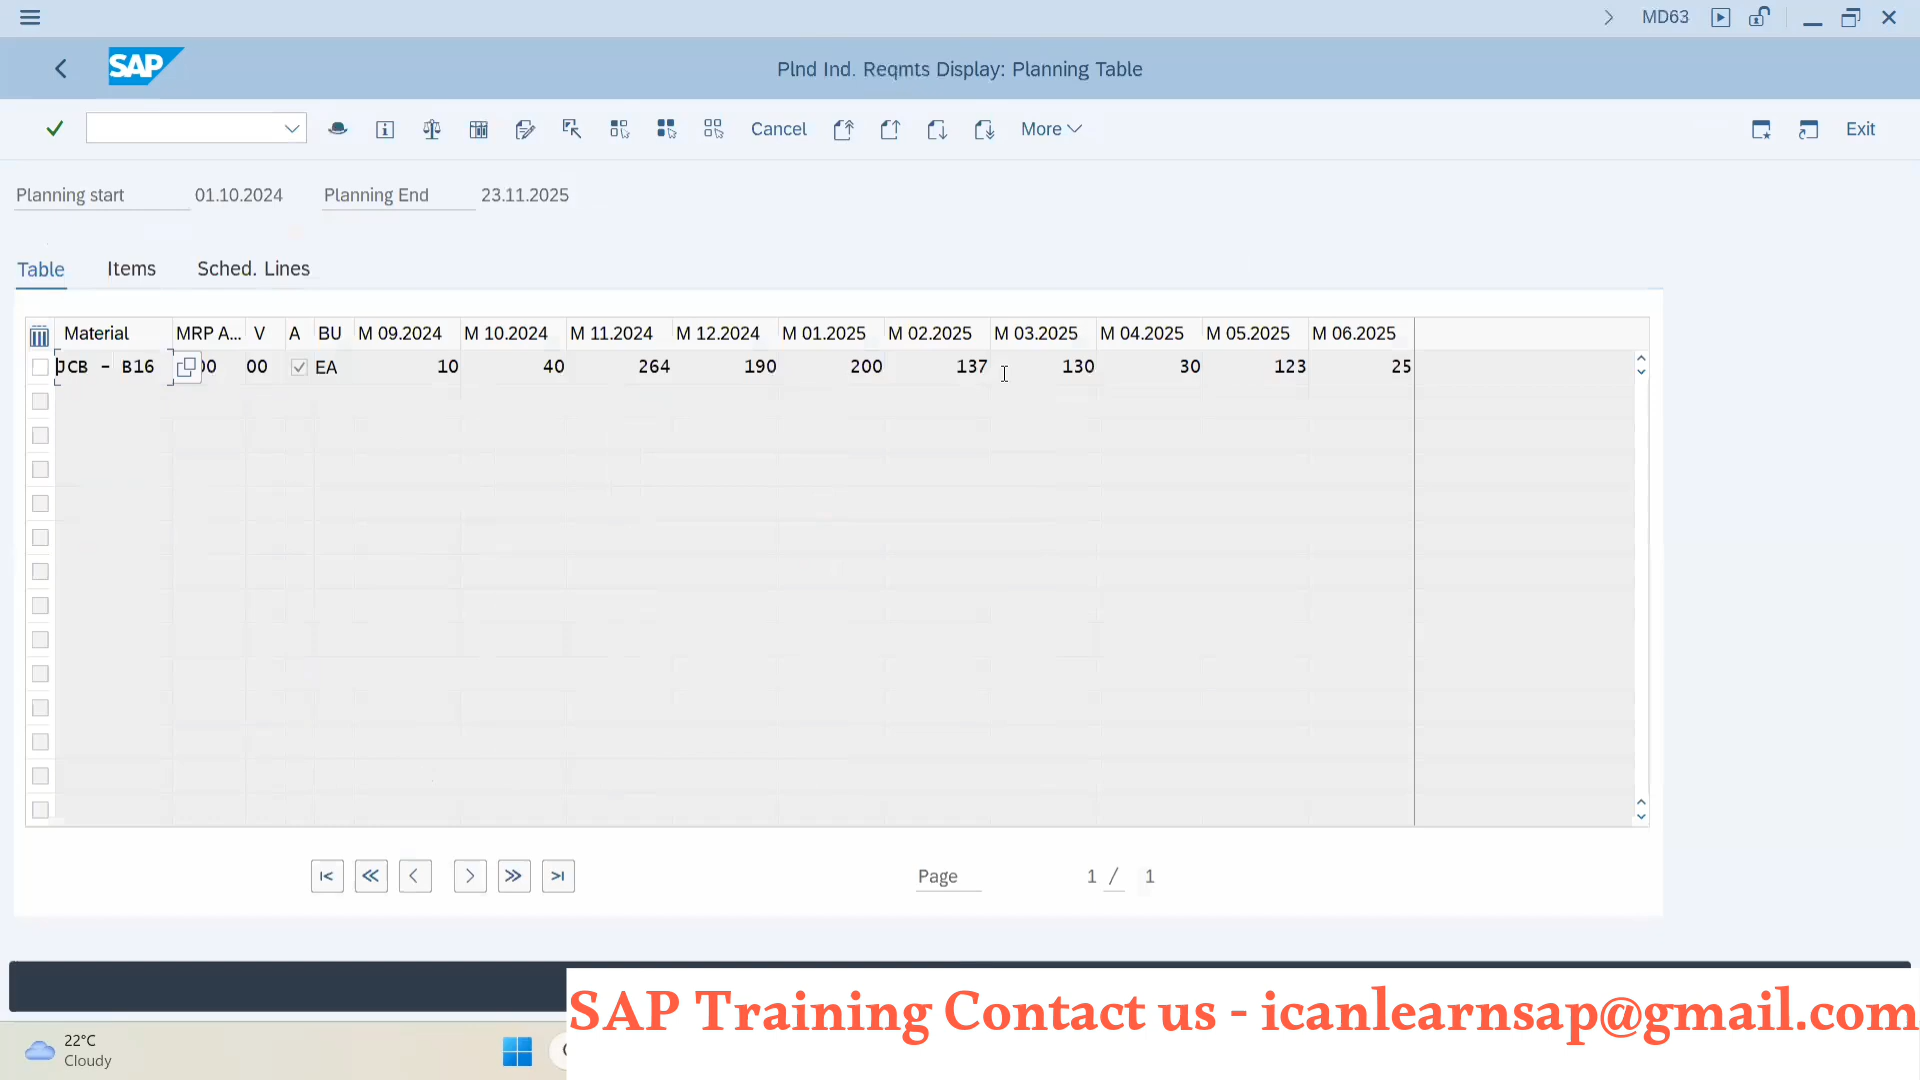 MD63
SAP
Plnd Ind. Reqmts Display: Planning Table
Cancel
More
Exit
Planning start 01.10.2024 Planning End 23.11.2025
Table Items Sched. Lines
Material MRP A... V A BU M 09.2024 M 10.2024 M 11.2024 M 12.2024 M 01.2025 M 02.2025 M 03.2025 M 04.2025 M 05.2025 M 06.2025
JCB - B16 00 00 EA 10 40 264 190 200 137 130 30 123 25
Page 1 / 1
SAP Training Contact us - icanlearnsap@gmail.com
22°C
Cloudy